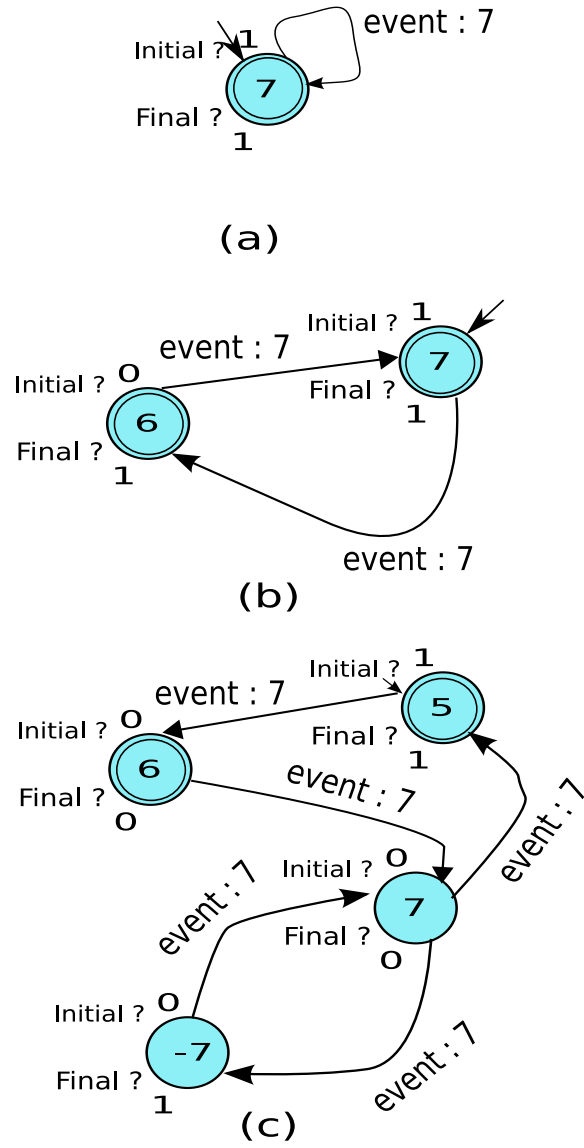 1
event : 7
Initial ?
7
Final ?
1
(a)
1
Initial ?
event : 7
7
0
Initial ?
Final ?
1
6
Final ?
1
event : 7
(b)
1
Initial ?
event : 7
5
0
Initial ?
Final ?
1
6
event : 7
Final ?
0
event : 7
0
Initial ?
7
event : 7
Final ?
0
0
Initial ?
-7
event : 7
Final ?
1
(c)